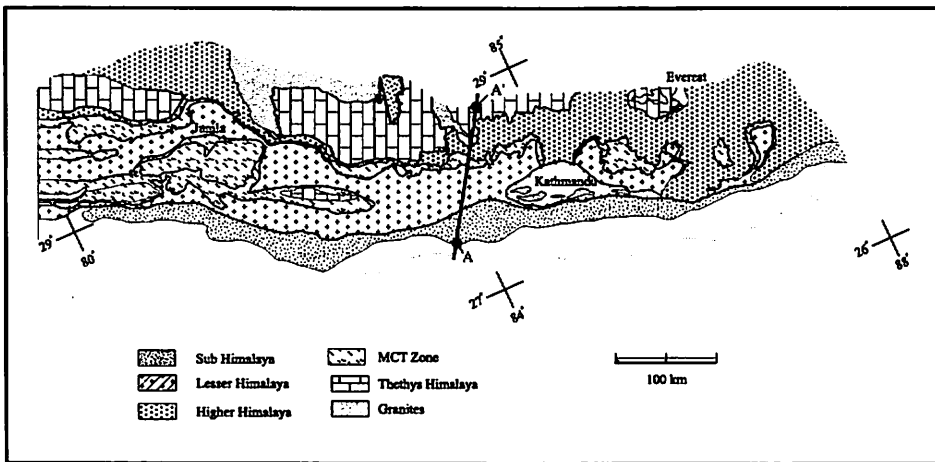 85°
29°
Everest
A'
Jumla
Kathmandu
A
29°
80°
26°
88°
27°
84°
Sub Himalaya
MCT Zone
Lesser Himalaya
Thethys Himalaya
100 km
Higher Himalaya
Granites